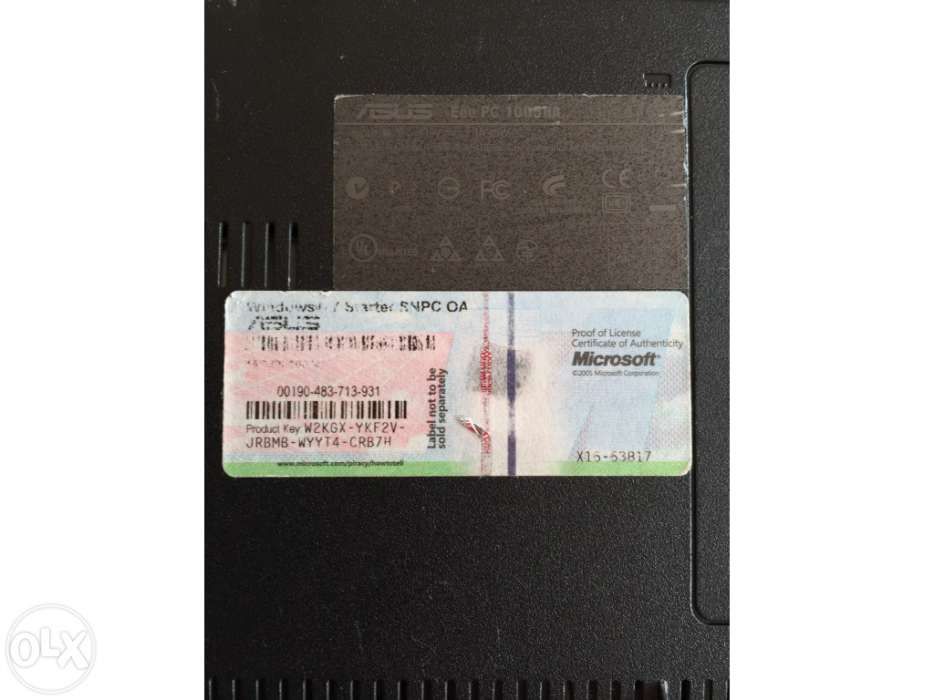 ASUS Eee PC
FC
CE
Windows 7 Starter SNPC OA
ASUS
00190-483-713-931
Product Key: W2KGX-YKF2V-
JRBMB-WYYT4-CRB7H
www.microsoft.com/piracy/howtotell
Label not to be
sold separately
Proof of License
Certificate of Authenticity
Microsoft
©2005 Microsoft Corporation
X16-63817
OLX